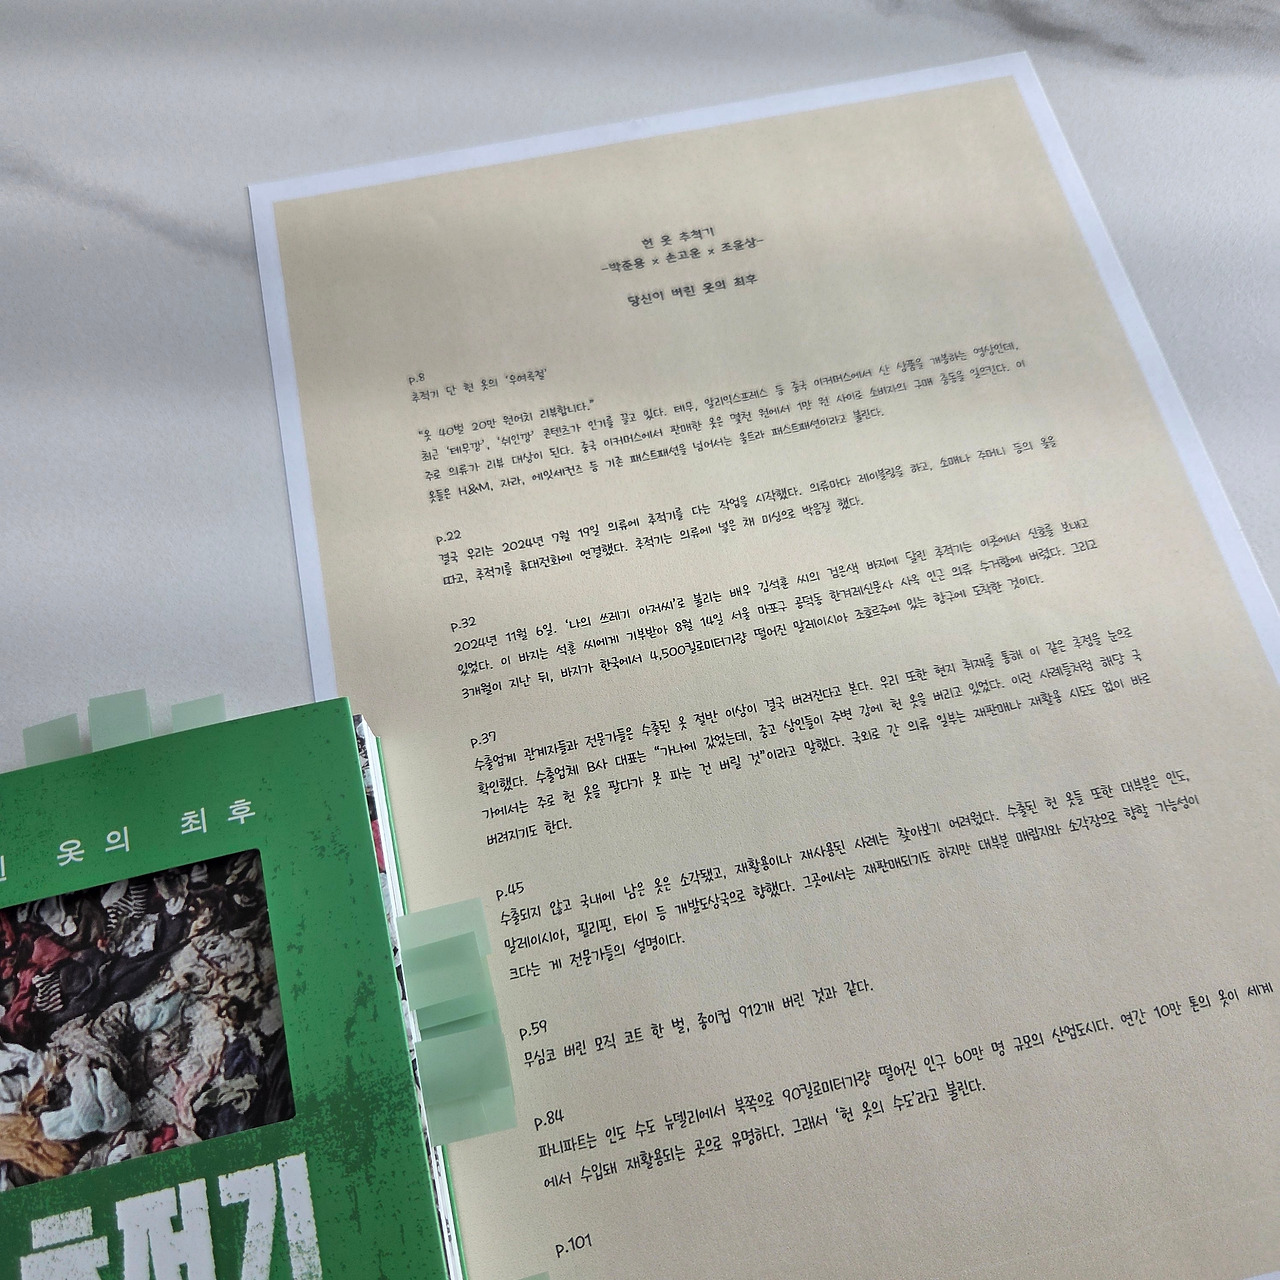 헌 옷 추적기
-박준용 x 손고운 x 조윤상-
당신이 버린 옷의 최후
p.8
추적기 단 헌 옷의 '우여곡절'
"옷 40벌 20만 원어치 리뷰합니다."
최근 '테무깡', '쉬인깡' 콘텐츠가 인기를 끌고 있다. 테무, 알리익스프레스 등 중국 이커머스에서 산 상품을 개봉하는 영상인데,
주로 의류가 리뷰 대상이 된다. 중국 이커머스에서 판매한 옷은 몇천 원에서 1만 원 사이로 소비자의 구매 충동을 일으킨다. 이
옷들은 H&M, 자라, 에잇세컨즈 등 기존 패스트패션을 넘어서는 울트라 패스트패션이라고 불린다.
p.22
결국 우리는 2024년 7월 19일 의류에 추적기를 다는 작업을 시작했다. 의류마다 레이블링을 하고, 소매나 주머니 등의 올을
따고, 추적기를 휴대전화에 연결했다. 추적기는 의류에 넣은 채 미싱으로 박음질 했다.
p.32
2024년 11월 6일. '나의 쓰레기 아저씨'로 불리는 배우 김석훈 씨의 검은색 바지에 달린 추적기는 이곳에서 신호를 보내고
있었다. 이 바지는 석훈 씨에게 기부받아 8월 14일 서울 마포구 공덕동 한겨레신문사 사옥 인근 의류 수거함에 버렸다. 그리고
3개월이 지난 뒤, 바지가 한국에서 4,500킬로미터가량 떨어진 말레이시아 조호르주에 있는 항구에 도착한 것이다.
p.37
수출업계 관계자들과 전문가들은 수출된 옷 절반 이상이 결국 버려진다고 본다. 우리 또한 현지 취재를 통해 이 같은 추정을 눈으로
확인했다. 수출업체 B사 대표는 "가나에 갔었는데, 중고 상인들이 주변 강에 헌 옷을 버리고 있었다. 이런 사례들처럼 해당 국
가에서는 주로 헌 옷을 팔다가 못 파는 건 버릴 것"이라고 말했다. 국외로 간 의류 일부는 재판매나 재활용 시도도 없이 바로
버려지기도 한다.
p.45
수출되지 않고 국내에 남은 옷은 소각됐고, 재활용이나 재사용된 사례는 찾아보기 어려웠다. 수출된 헌 옷들 또한 대부분은 인도,
말레이시아, 필리핀, 타이 등 개발도상국으로 향했다. 그곳에서는 재판매되기도 하지만 대부분 매립지와 소각장으로 향할 가능성이
크다는 게 전문가들의 설명이다.
p.59
무심코 버린 모직 코트 한 벌, 종이컵 912개 버린 것과 같다.
p.84
파니파트는 인도 수도 뉴델리에서 북쪽으로 90킬로미터가량 떨어진 인구 60만 명 규모의 산업도시다. 연간 10만 톤의 옷이 세계
에서 수입돼 재활용되는 곳으로 유명하다. 그래서 '헌 옷의 수도'라고 불린다.
p.101
옷의 최후
추적기